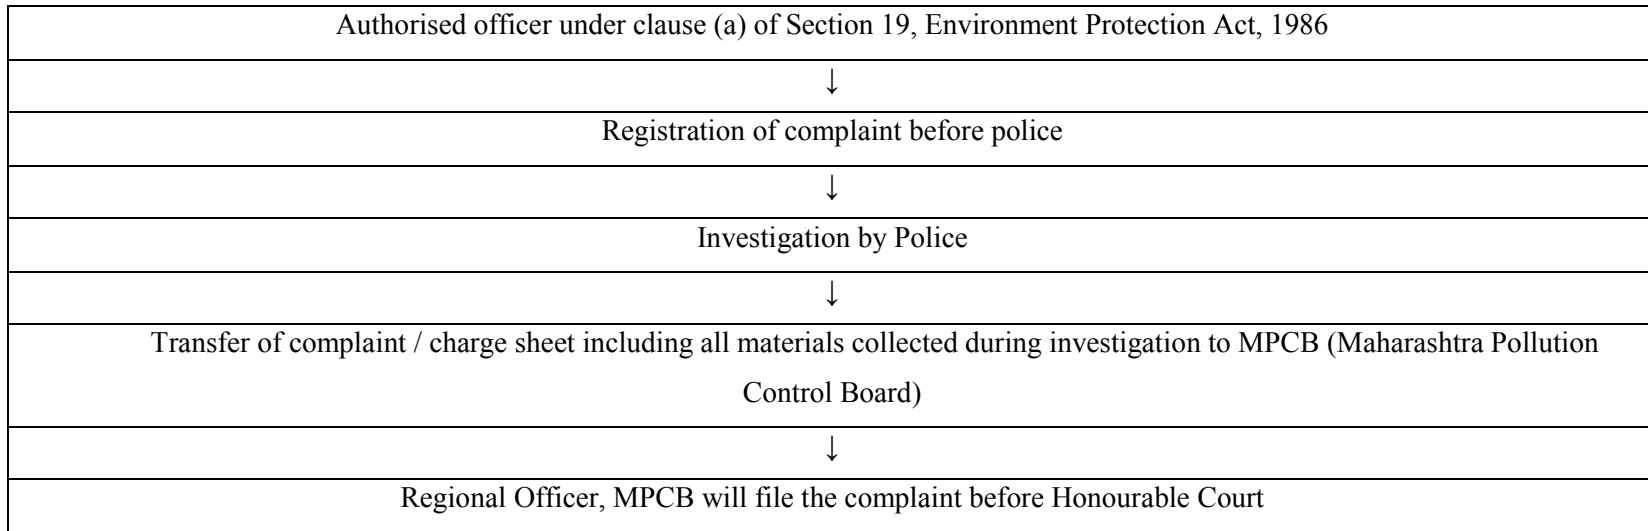 Authorised officer under clause (a) of Section 19, Environment Protection Act, 1986
↓
Registration of complaint before police
↓
Investigation by Police
↓
Transfer of complaint / charge sheet including all materials collected during investigation to MPCB (Maharashtra Pollution
Control Board)
↓
Regional Officer, MPCB will file the complaint before Honourable Court